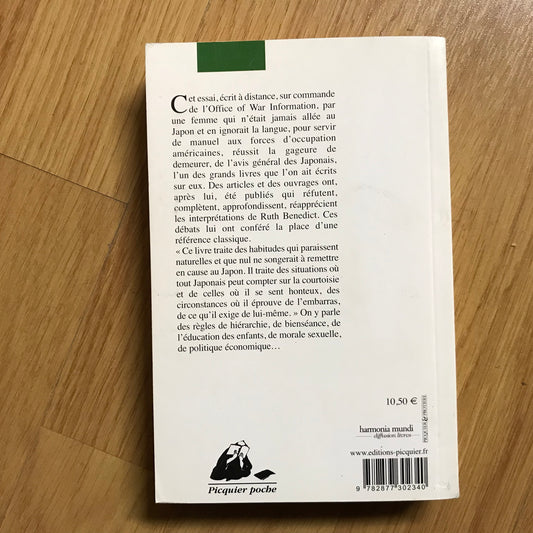 Cet essai, écrit à distance, sur commande
de l'Office of War Information, par
une femme qui n'était jamais allée au
Japon et en ignorait la langue, pour servir
de manuel aux forces d'occupation
américaines, réussit la gageure de
demeurer, de l'avis général des Japonais,
l'un des grands livres que l'on ait écrits
sur eux. Des articles et des ouvrages ont,
après lui, été publiés qui réfutent,
complètent, approfondissent, réapprécient
les interprétations de Ruth Benedict. Ces
débats lui ont conféré la place d'une
référence classique.
« Ce livre traite des habitudes qui paraissent
naturelles et que nul ne songerait à remettre
en cause au Japon. Il traite des situations où
tout Japonais peut compter sur la courtoisie
et de celles où il se sent honteux, des
circonstances où il éprouve de l'embarras,
de ce qu'il exige de lui-même. » On y parle
des règles de hiérarchie, de bienséance, de
l'éducation des enfants, de morale sexuelle,
de politique économique…
10,50 €
harmonia mundi
diffusion livres
PICQUIER & PROTIÈRE
www.editions-picquier.fr
9 782877 302340
Picquier poche